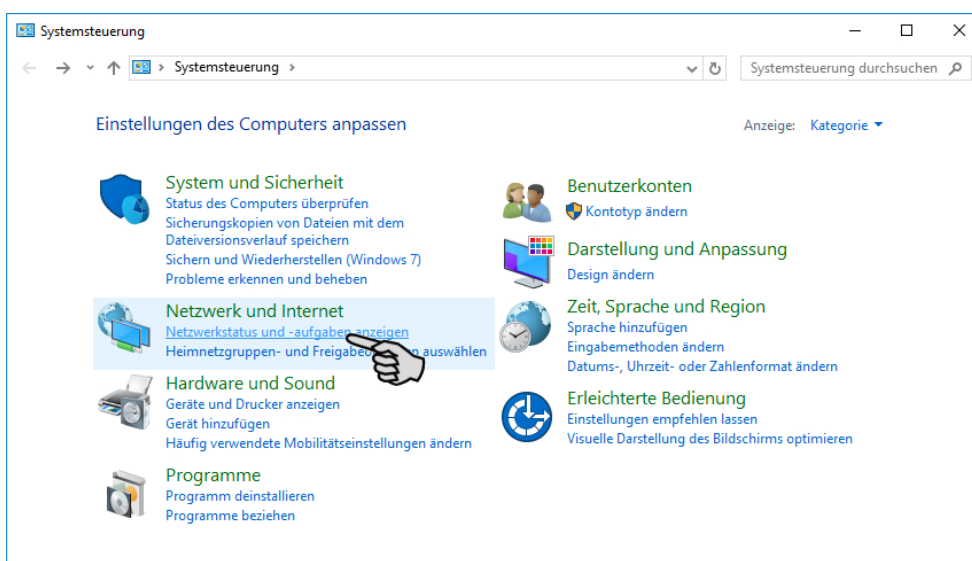 Systemsteuerung
Systemsteuerung
Systemsteuerung durchsuchen
Einstellungen des Computers anpassen
Anzeige: Kategorie
System und Sicherheit
Status des Computers überprüfen
Sicherungskopien von Dateien mit dem
Dateiversionsverlauf speichern
Sichern und Wiederherstellen (Windows 7)
Probleme erkennen und beheben
Netzwerk und Internet
Netzwerkstatus und -aufgaben anzeigen
Heimnetzgruppen- und auswählen
Hardware und Sound
Geräte und Drucker anzeigen
Gerät hinzufügen
Häufig verwendete Mobilitätseinstellungen ändern
Programme
Programm deinstallieren
Programme beziehen
Benutzerkonten
Kontotyp ändern
Darstellung und Anpassung
Design ändern
Zeit, Sprache und Region
Sprache hinzufügen
Eingabemethoden ändern
Datums-, Uhrzeit- oder Zahlenformat ändern
Erleichterte Bedienung
Einstellungen empfehlen lassen
Visuelle Darstellung des Bildschirms optimieren